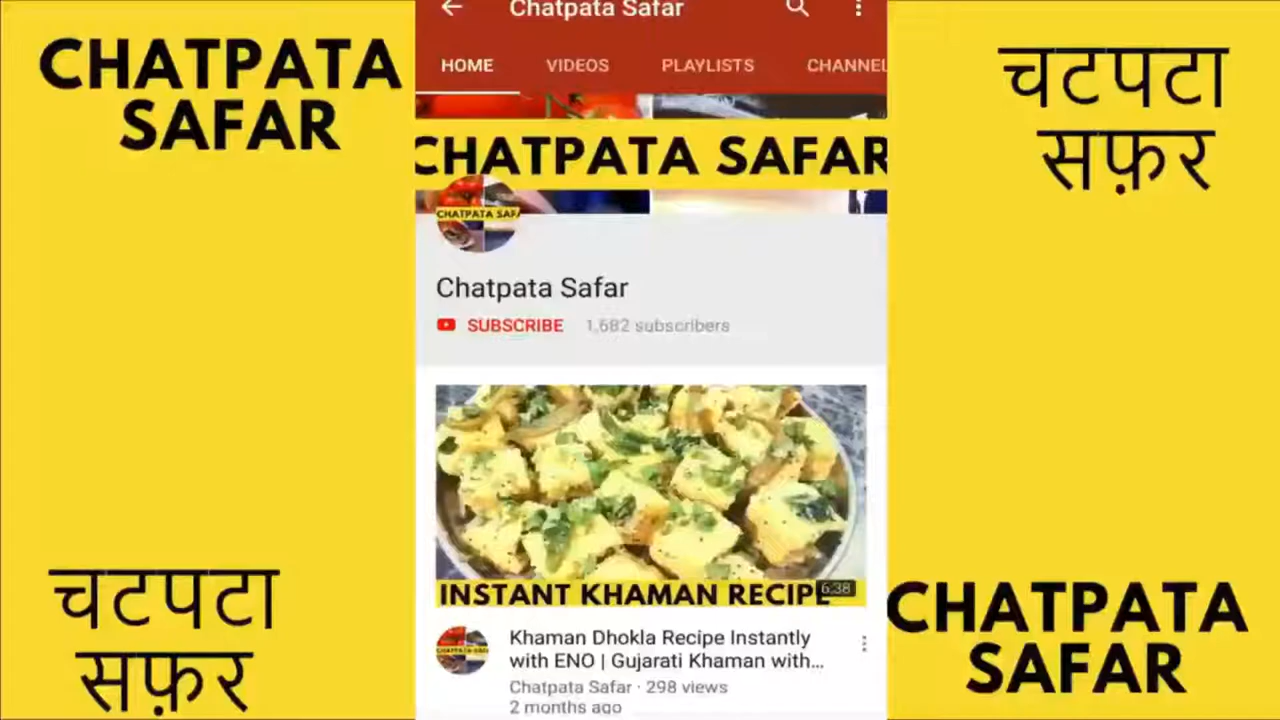 CHATPATA
SAFAR
चटपटा
सफ़र
Chatpata Safar
HOME VIDEOS PLAYLISTS CHANNEL
CHATPATA SAFAR
CHATPATA SAFA
Chatpata Safar
SUBSCRIBE 1,682 subscribers
INSTANT KHAMAN RECIPE
6:38
Khaman Dhokla Recipe Instantly
with ENO | Gujarati Khaman with...
Chatpata Safar · 298 views
2 months ago
चटपटा
सफ़र
CHATPATA
SAFAR